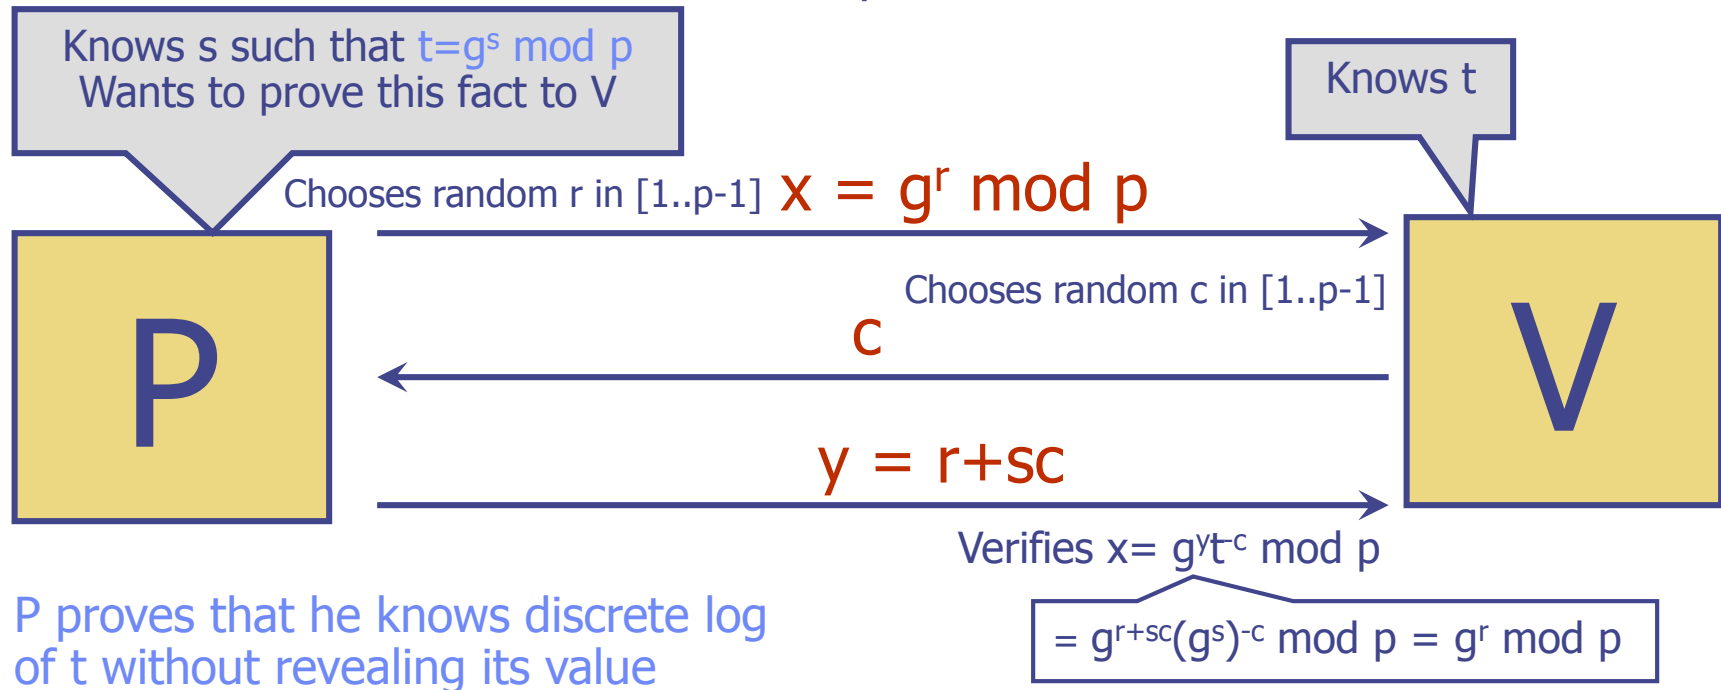 Knows s such that t=gˢ mod p
Wants to prove this fact to V
Knows t
Chooses random r in [1..p-1] x = gʳ mod p
Chooses random c in [1..p-1]
c
P
V
y = r+sc
Verifies x= gʸt⁻ᶜ mod p
= gʳ⁺ˢᶜ(gˢ)⁻ᶜ mod p = gʳ mod p
P proves that he knows discrete log
of t without revealing its value